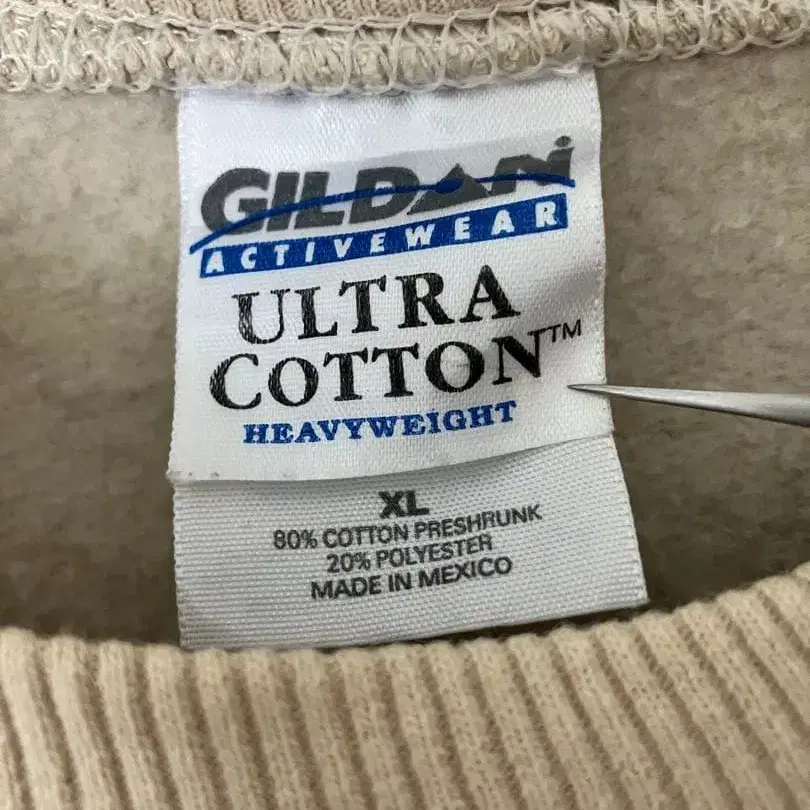 GILDAN
ACTIVEWEAR
ULTRA
COTTON™
HEAVYWEIGHT
XL
80% COTTON PRESHRUNK
20% POLYESTER
MADE IN MEXICO